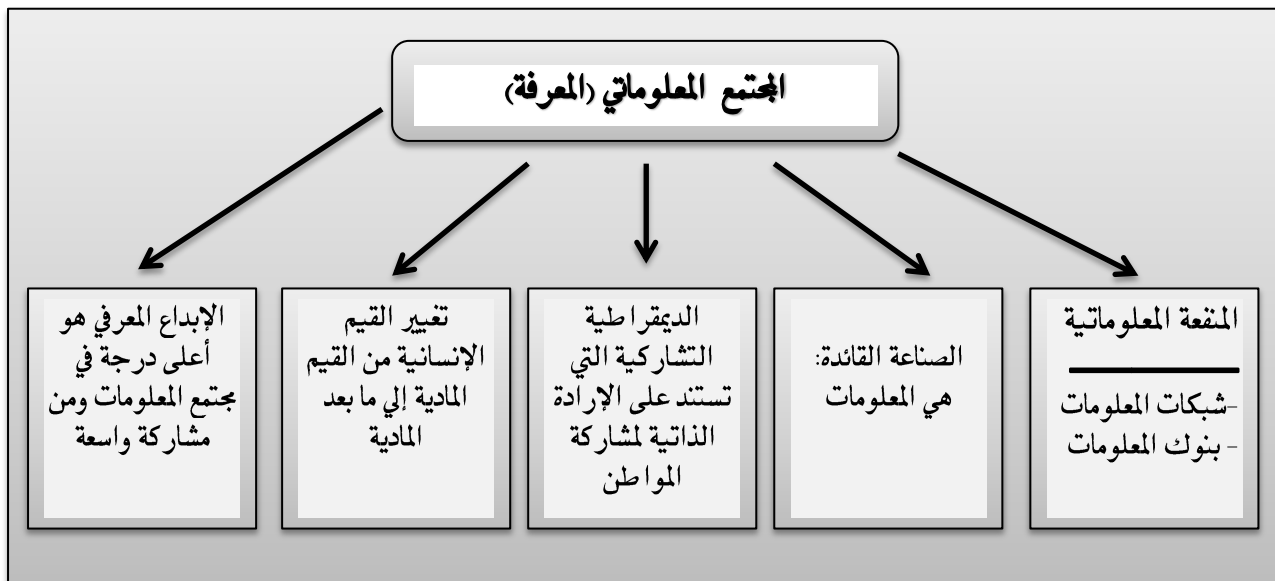 المجتمع المعلوماتي (المعرفة)
المنفعة المعلوماتية
-شبكات المعلومات
- بنوك المعلومات
الصناعة القائدة:
هي المعلومات
الديمقراطية
التشاركية التي
تستند على الإرادة
الذاتية لمشاركة
المواطن
تغيير القيم
الإنسانية من القيم
المادية إلي ما بعد
المادية
الإبداع المعرفي هو
أعلى درجة في
مجتمع المعلومات ومن
مشاركة واسعة